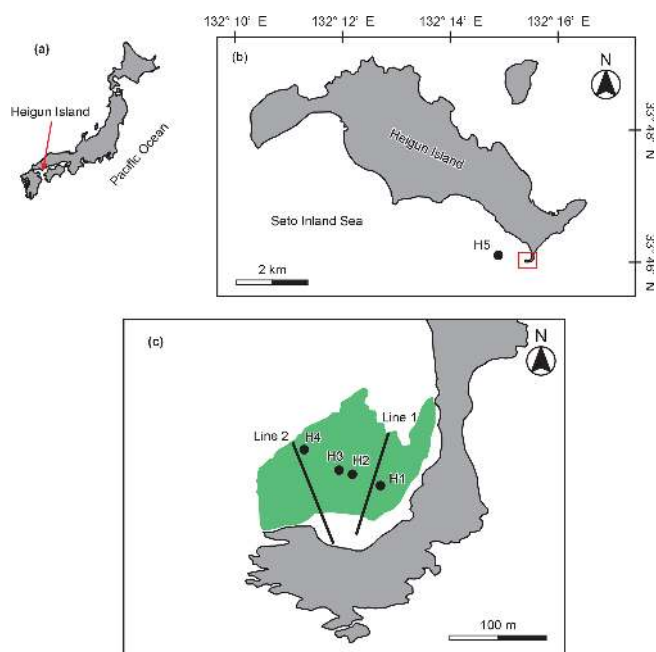 132° 10′ E
132° 12′
132° 14′
132° 16′
(a)
Heigun Island
Pacific Ocean
(b)
N
Heigun Island
33° 48′ N
Seto Inland Sea
H5
33° 46′
2 km
(c)
N
Line 1
Line 2
H4
H3
H2
H1
100 m